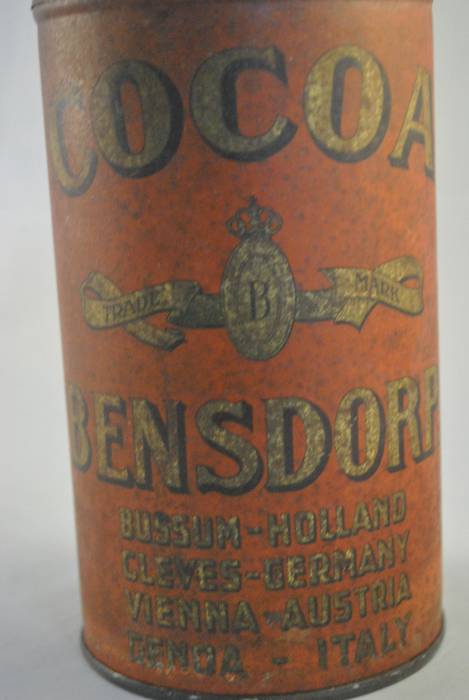 COCOA
TRADE B MARK
BENSDORP
BUSSUM-HOLLAND
CLEVES-GERMANY
VIENNA-AUSTRIA
GENOA - ITALY